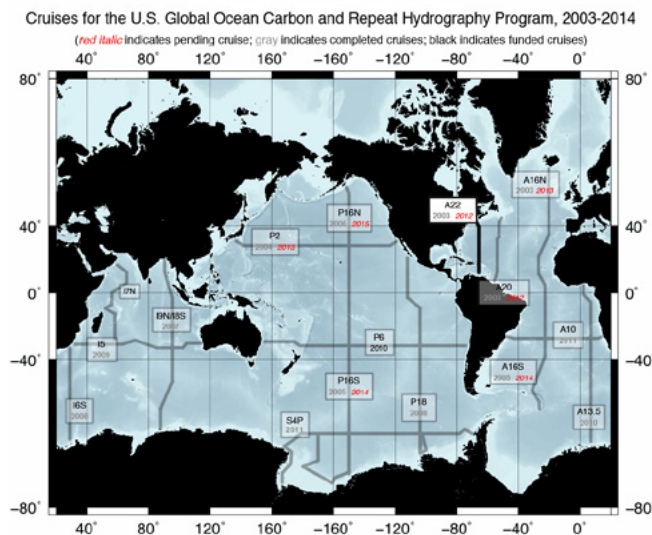 Cruises for the U.S. Global Ocean Carbon and Repeat Hydrography Program, 2003-2014
(red italic indicates pending cruise; gray indicates completed cruises; black indicates funded cruises)
40° 80° 120° 160° −160° −120° −80° −40° 0°
80° 80°
A16N
2003 2013
A22
2003 2012
P16N
2006 2015
40° 40°
P2
2004 2013
I7N
A20
2003 2012
0° 0°
I9N/I8S
2007
A10
2011
P6
2010
I5
2009
−40° −40°
A16S
2005 2014
P16S
2005 2014
P18
2008
I6S
2008
A13.5
2010
S4P
2011
−80° −80°
40° 80° 120° 160° −160° −120° −80° −40° 0°